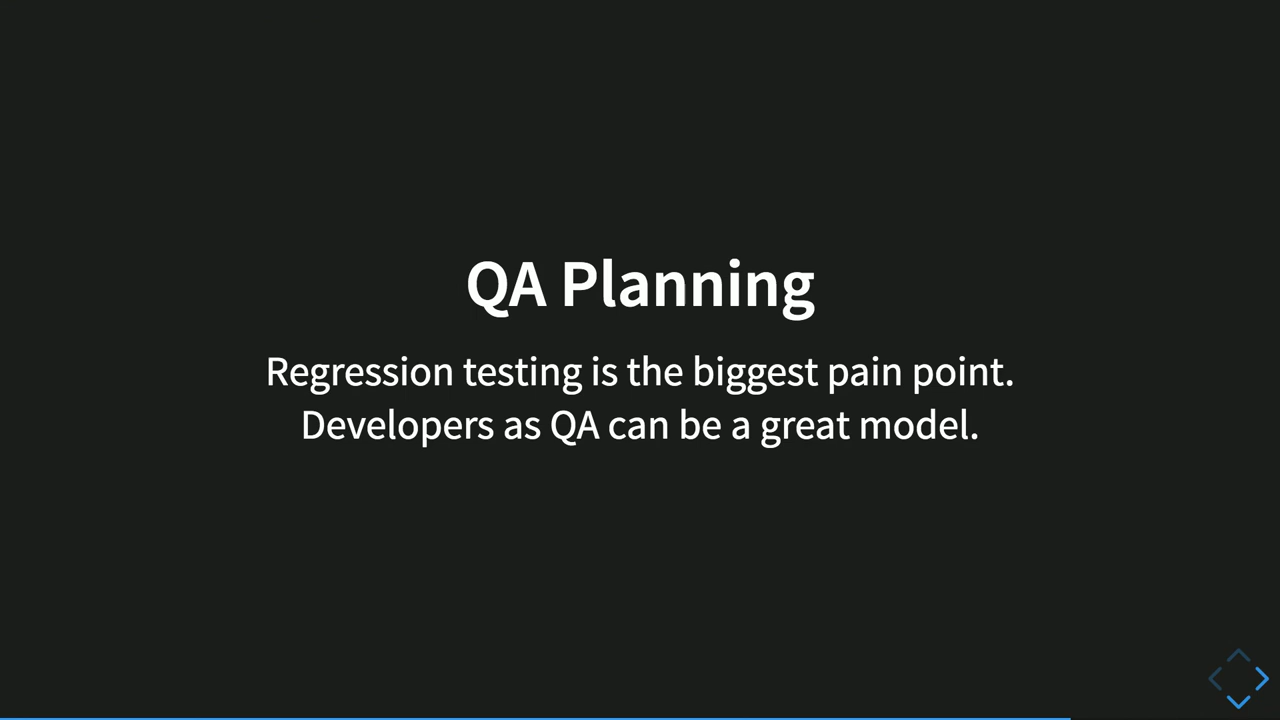 QA Planning
Regression testing is the biggest pain point.
Developers as QA can be a great model.